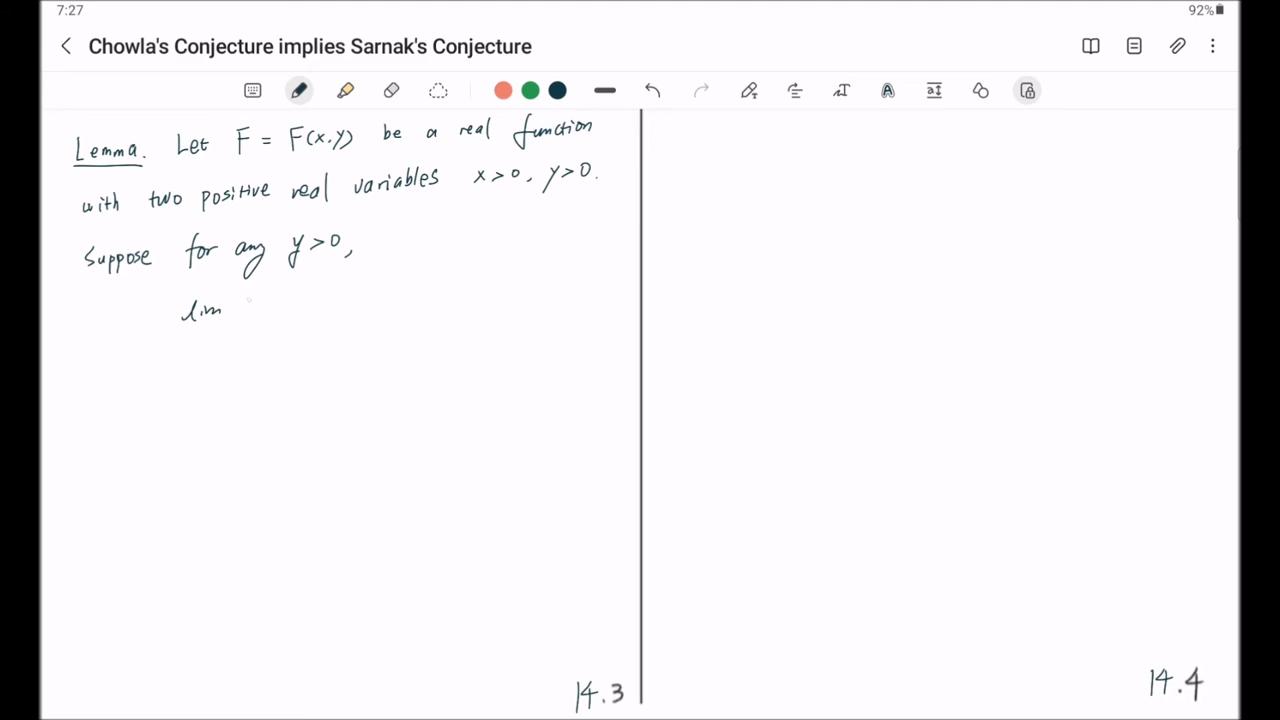 7:27
92%
Chowla's Conjecture implies Sarnak's Conjecture
Lemma. Let F = F(x,y) be a real function
with two positive real variables x>0, y>0.
Suppose for any y>0,
lim
14.3
14.4